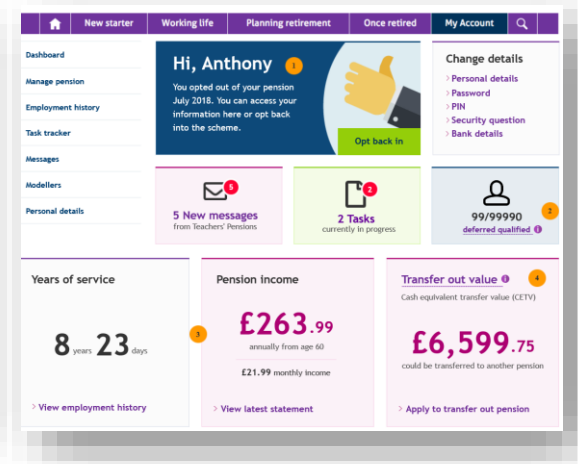 New starter Working life Planning retirement Once retired My Account
Dashboard
Manage pension
Employment history
Task tracker
Messages
Modellers
Personal details
Hi, Anthony 1
You opted out of your pension
July 2018. You can access your
information here or opt back
into the scheme.
Opt back in
Change details
> Personal details
> Password
> PIN
> Security question
> Bank details
5
5 New messages
from Teachers' Pensions
2
2 Tasks
currently in progress
99/99990
deferred qualified i
2
Years of service
8 years 23 days
> View employment history
3
Pension income
£263.99
annually from age 60
£21.99 monthly income
> View latest statement
Transfer out value i 4
Cash equivalent transfer value (CETV)
£6,599.75
could be transferred to another pension
> Apply to transfer out pension